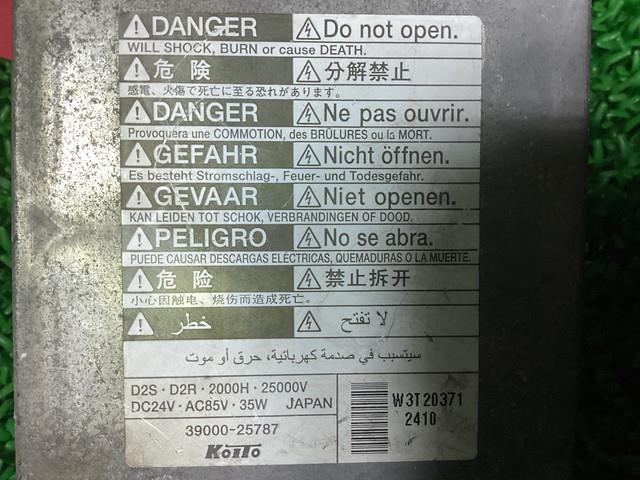 DANGER Do not open.
WILL SHOCK, BURN or cause DEATH.
危険 分解禁止
感電、火傷で死亡に至る恐れがあります。
DANGER Ne pas ouvrir.
Provoquera une COMMOTION, des BRÛLURES ou la MORT.
GEFAHR Nicht öffnen.
Es besteht Stromschlag-, Feuer- und Todesgefahr.
GEVAAR Niet openen.
KAN LEIDEN TOT SCHOK, VERBRANDINGEN OF DOOD.
PELIGRO No se abra.
PUEDE CAUSAR DESCARGAS ELÉCTRICAS, QUEMADURAS O LA MUERTE.
危险 禁止拆开
小心因触电、烧伤而造成死亡。
خطر لا تفتح
سيتسبب في صدمة كهربائية، حرق أو موت
D2S・D2R・2000H・25000V
DC24V・AC85V・35W JAPAN
39000-25787
KOITO
W3T20371
2410